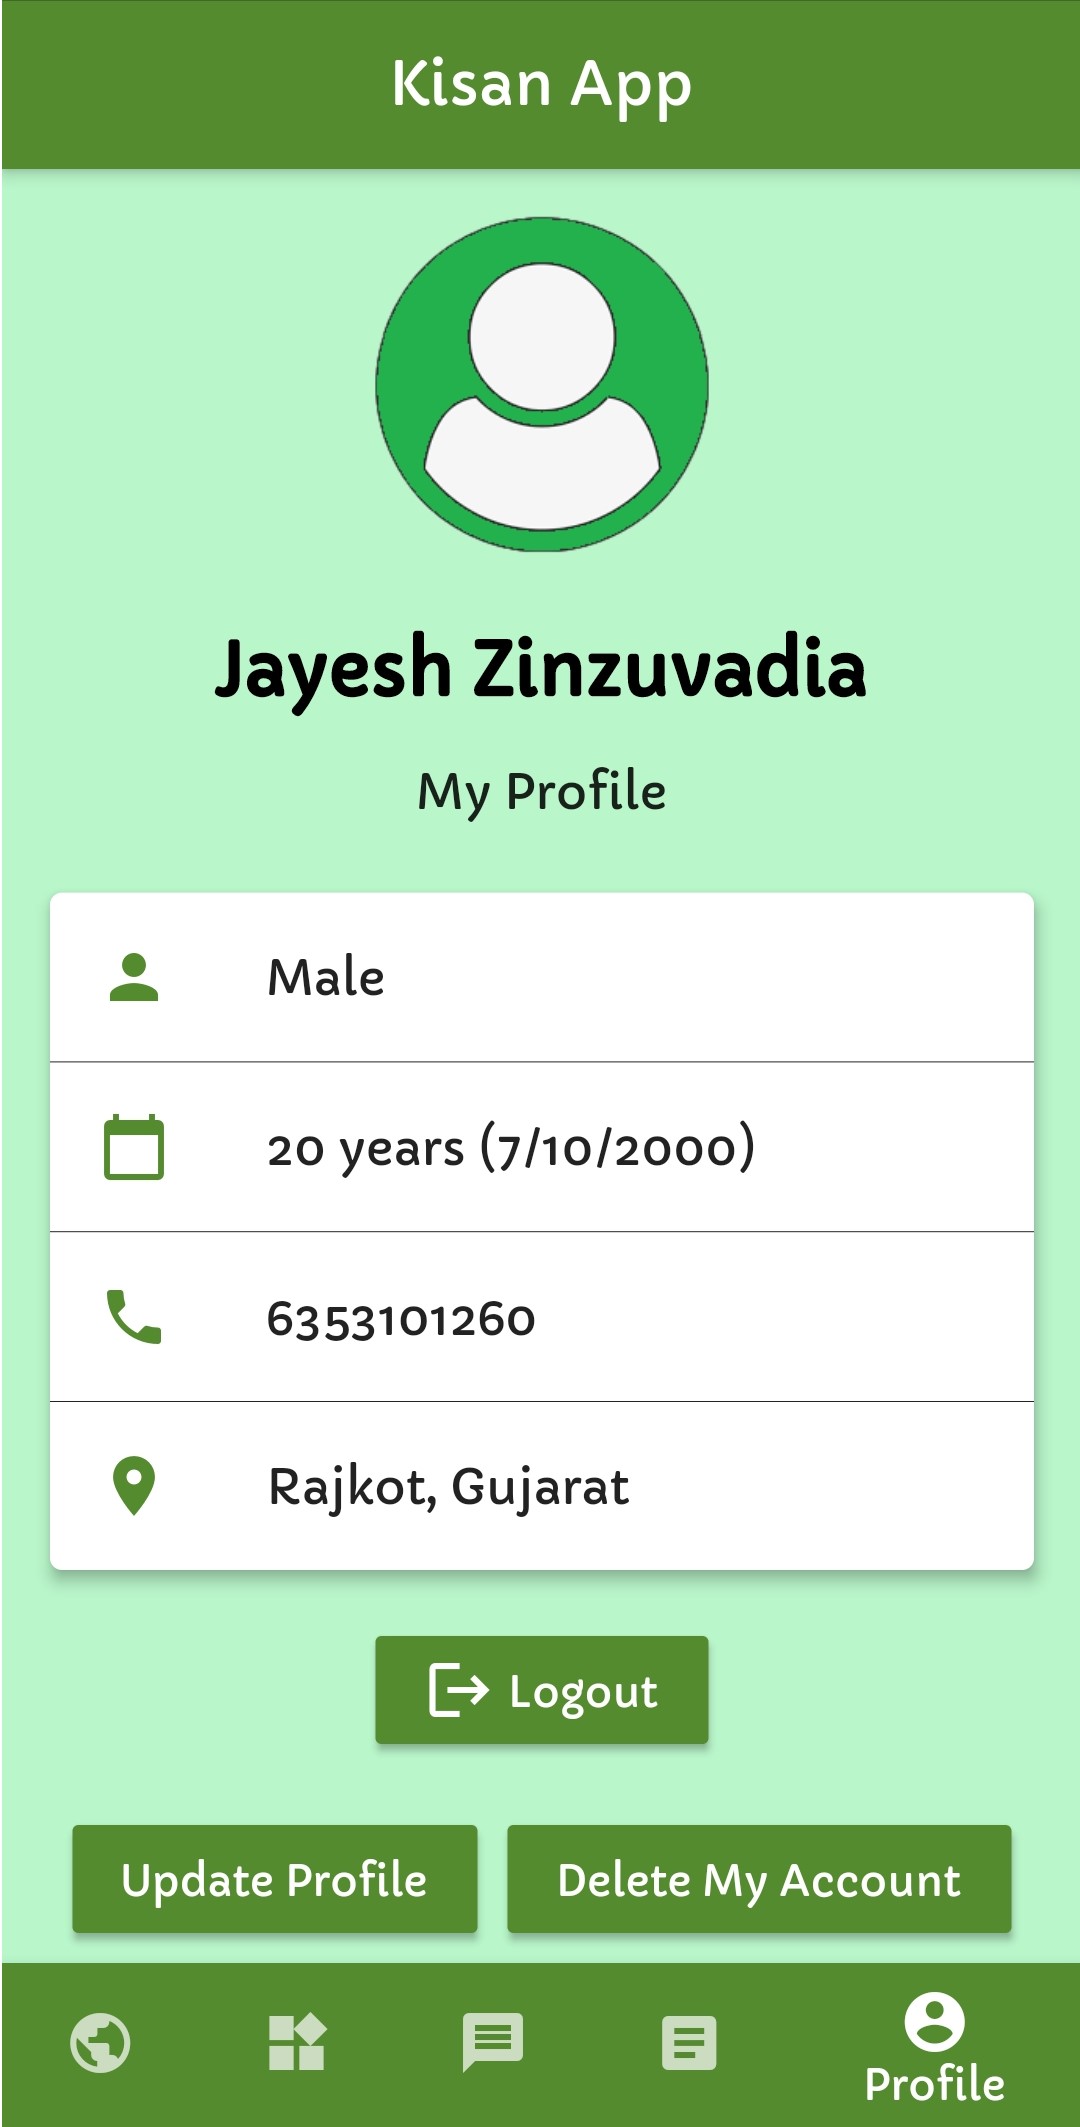 Kisan App
Jayesh Zinzuvadia
My Profile
Male
20 years (7/10/2000)
6353101260
Rajkot, Gujarat
Logout
Update Profile
Delete My Account
Profile